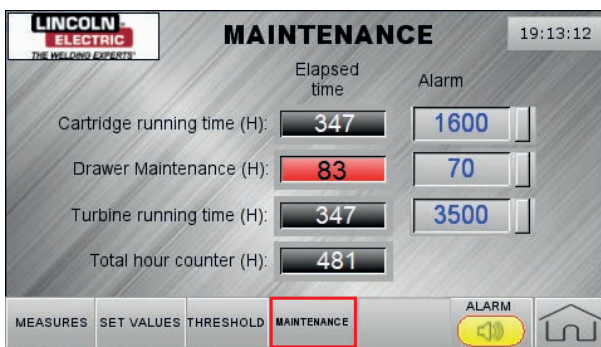 LINCOLN
ELECTRIC
THE WELDING EXPERTS®
MAINTENANCE
19:13:12
Elapsed
time
Alarm
Cartridge running time (H): 347 1600
Drawer Maintenance (H): 83 70
Turbine running time (H): 347 3500
Total hour counter (H): 481
MEASURES SET VALUES THRESHOLD MAINTENANCE ALARM